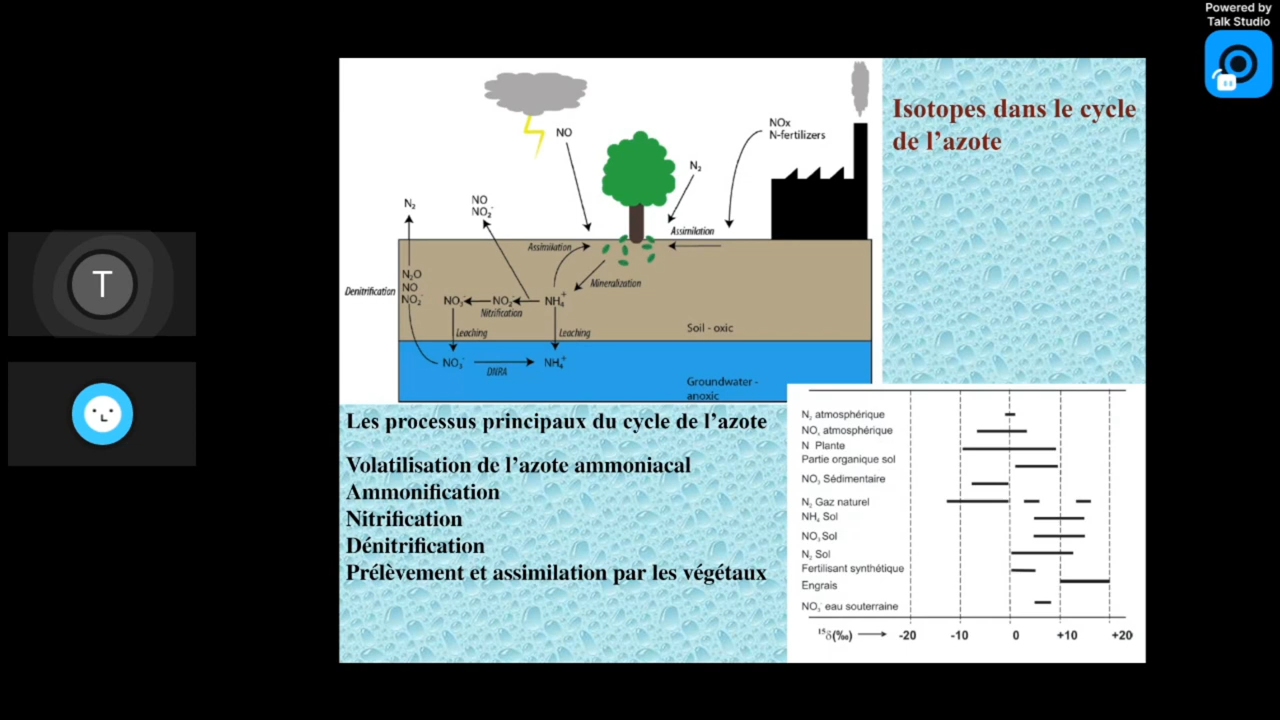 Powered by
Talk Studio
T
Isotopes dans le cycle
de l'azote
NO
NOx
N-fertilizers
N₂
N₂
NO
NO₂⁻
Assimilation
Assimilation
Mineralization
Denitrification
N₂O
NO
NO₂⁻
NO₃⁻
NO₂⁻
NH₄⁺
Nitrification
Leaching
Leaching
Soil - oxic
NO₃⁻
DNRA
NH₄⁺
Groundwater -
anoxic
Les processus principaux du cycle de l'azote
Volatilisation de l'azote ammoniacal
Ammonification
Nitrification
Dénitrification
Prélèvement et assimilation par les végétaux
N₂ atmosphérique
NOₓ atmosphérique
N Plante
Partie organique sol
NO₃ Sédimentaire
N₂ Gaz naturel
NH₄ Sol
NO₃ Sol
N₂ Sol
Fertilisant synthétique
Engrais
NO₃⁻ eau souterraine
¹⁵δ(‰) -20 -10 0 +10 +20